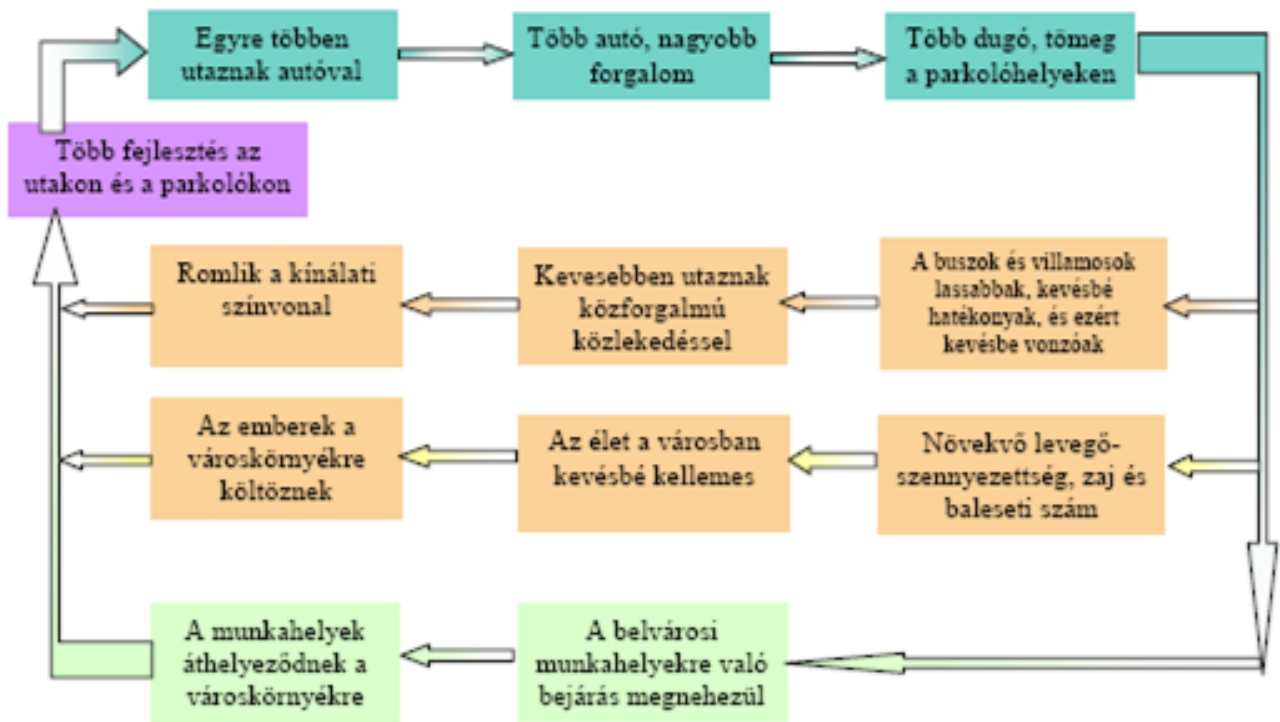 Egyre többen
utaznak autóval
Több autó, nagyobb
forgalom
Több dugó, tömeg
a parkolóhelyeken
Több fejlesztés az
utakon és a parkolókon
Romlik a kínálati
színvonal
Kevesebben utaznak
közforgalmú
közlekedéssel
A buszok és villamosok
lassabbak, kevésbé
hatékonyak, és ezért
kevésbe vonzóak
Az emberek a
városkörnyékre
költöznek
Az élet a városban
kevésbé kellemes
Növekvő levegő-
szennyezettség, zaj és
baleseti szám
A munkahelyek
áthelyeződnek a
városkörnyékre
A belvárosi
munkahelyekre való
bejárás megnehezül